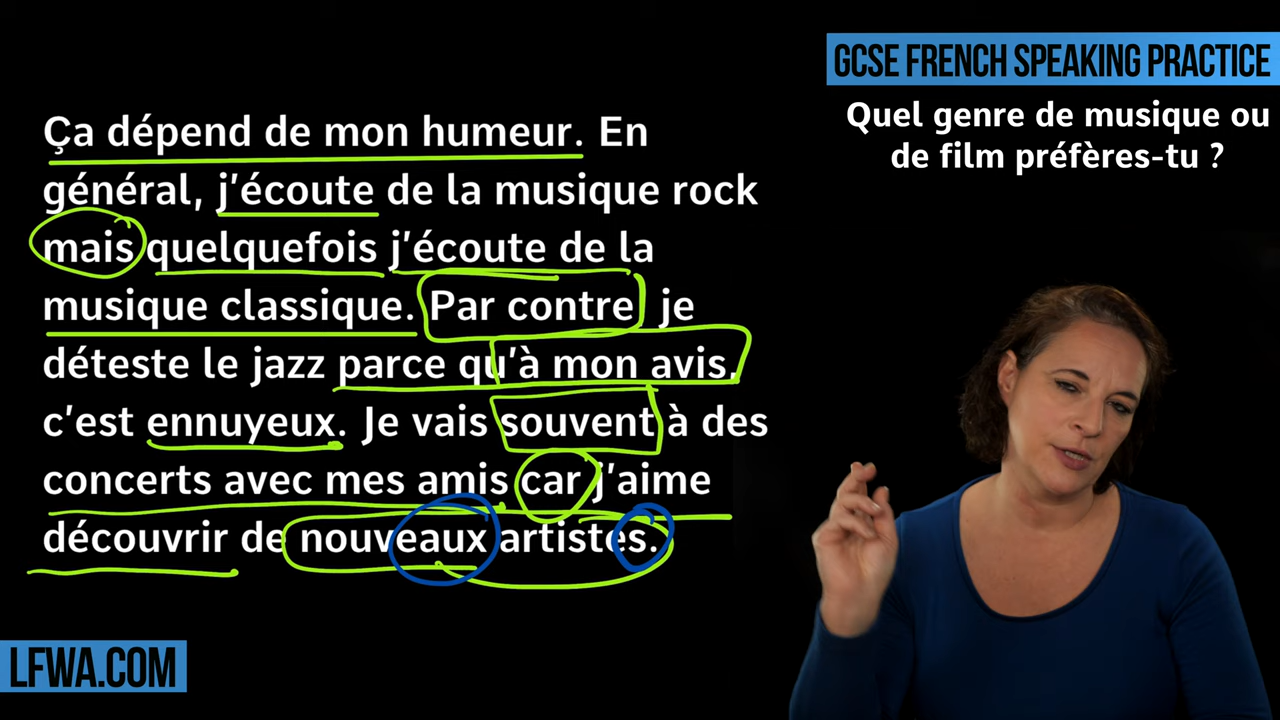 GCSE FRENCH SPEAKING PRACTICE
Quel genre de musique ou
de film préfères-tu ?
Ça dépend de mon humeur. En
général, j’écoute de la musique rock
mais quelquefois j’écoute de la
musique classique. Par contre je
déteste le jazz parce qu’à mon avis,
c’est ennuyeux. Je vais souvent à des
concerts avec mes amis car j’aime
découvrir de nouveaux artistes.
LFWA.COM